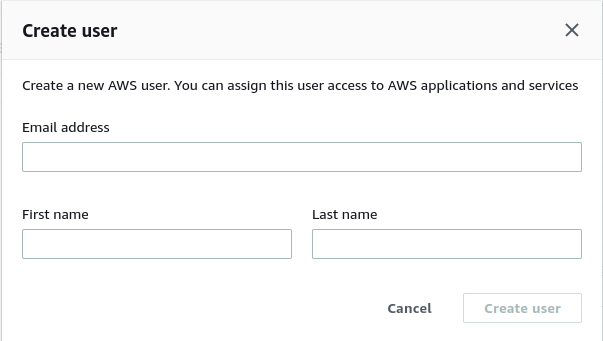 Create user
Create a new AWS user. You can assign this user access to AWS applications and services
Email address
First name
Last name
Cancel
Create user